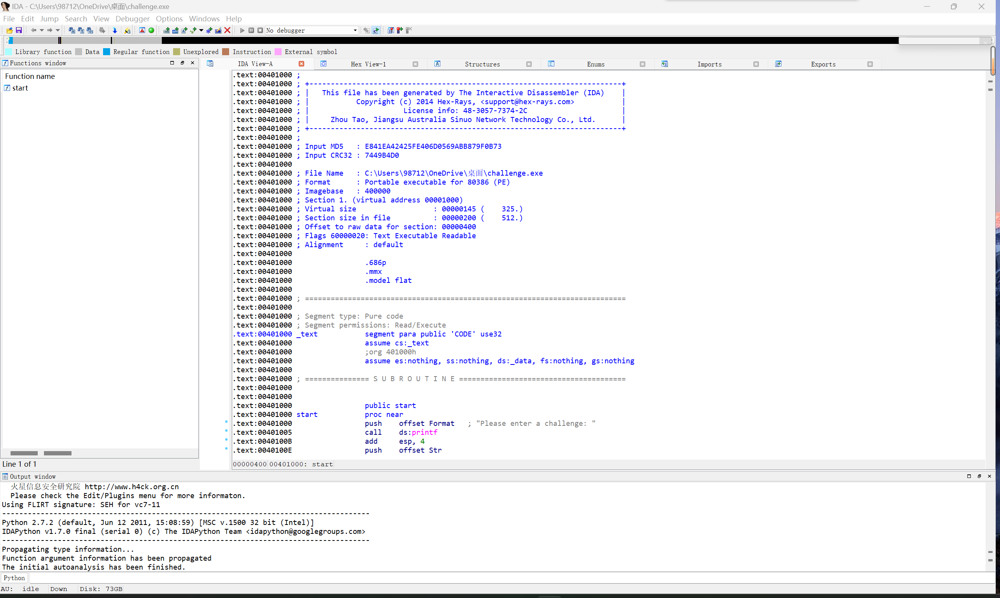 IDA - C:\Users\98712\OneDrive\桌面\challenge.exe
File Edit Jump Search View Debugger Options Windows Help
No debugger
Library function Data Regular function Unexplored Instruction External symbol
Functions window
IDA View-A Hex View-1 Structures Enums Imports Exports
Function name
start
Line 1 of 1
.text:00401000 ;
.text:00401000 ; +-------------------------------------------------------------------------+
.text:00401000 ; | This file has been generated by The Interactive Disassembler (IDA) |
.text:00401000 ; | Copyright (c) 2014 Hex-Rays, <support@hex-rays.com> |
.text:00401000 ; | License info: 48-3057-7374-2C |
.text:00401000 ; | Zhou Tao, Jiangsu Australia Sinuo Network Technology Co., Ltd. |
.text:00401000 ; +-------------------------------------------------------------------------+
.text:00401000 ;
.text:00401000 ; Input MD5 : E841EA42425FE406D0569ABB879F0B73
.text:00401000 ; Input CRC32 : 7449B4D0
.text:00401000
.text:00401000 ; File Name : C:\Users\98712\OneDrive\桌面\challenge.exe
.text:00401000 ; Format : Portable executable for 80386 (PE)
.text:00401000 ; Imagebase : 400000
.text:00401000 ; Section 1. (virtual address 00001000)
.text:00401000 ; Virtual size : 00000145 ( 325.)
.text:00401000 ; Section size in file : 00000200 ( 512.)
.text:00401000 ; Offset to raw data for section: 00000400
.text:00401000 ; Flags 60000020: Text Executable Readable
.text:00401000 ; Alignment : default
.text:00401000
.text:00401000 .686p
.text:00401000 .mmx
.text:00401000 .model flat
.text:00401000
.text:00401000 ; ===========================================================================
.text:00401000
.text:00401000 ; Segment type: Pure code
.text:00401000 ; Segment permissions: Read/Execute
.text:00401000 _text segment para public 'CODE' use32
.text:00401000 assume cs:_text
.text:00401000 ;org 401000h
.text:00401000 assume es:nothing, ss:nothing, ds:_data, fs:nothing, gs:nothing
.text:00401000
.text:00401000 ; =============== S U B R O U T I N E =======================================
.text:00401000
.text:00401000
.text:00401000 public start
.text:00401000 start proc near
.text:00401000 push offset Format ; "Please enter a challenge: "
.text:00401005 call ds:printf
.text:0040100B add esp, 4
.text:0040100E push offset Str
00000400 00401000: start
Output window
火星信息安全研究院 http://www.h4ck.org.cn
Please check the Edit/Plugins menu for more informaton.
Using FLIRT signature: SEH for vc7-11
--------------------------------------------------------------------------------------
Python 2.7.2 (default, Jun 12 2011, 15:08:59) [MSC v.1500 32 bit (Intel)]
IDAPython v1.7.0 final (serial 0) (c) The IDAPython Team <idapython@googlegroups.com>
--------------------------------------------------------------------------------------
Propagating type information...
Function argument information has been propagated
The initial autoanalysis has been finished.
Python
AU: idle Down Disk: 73GB